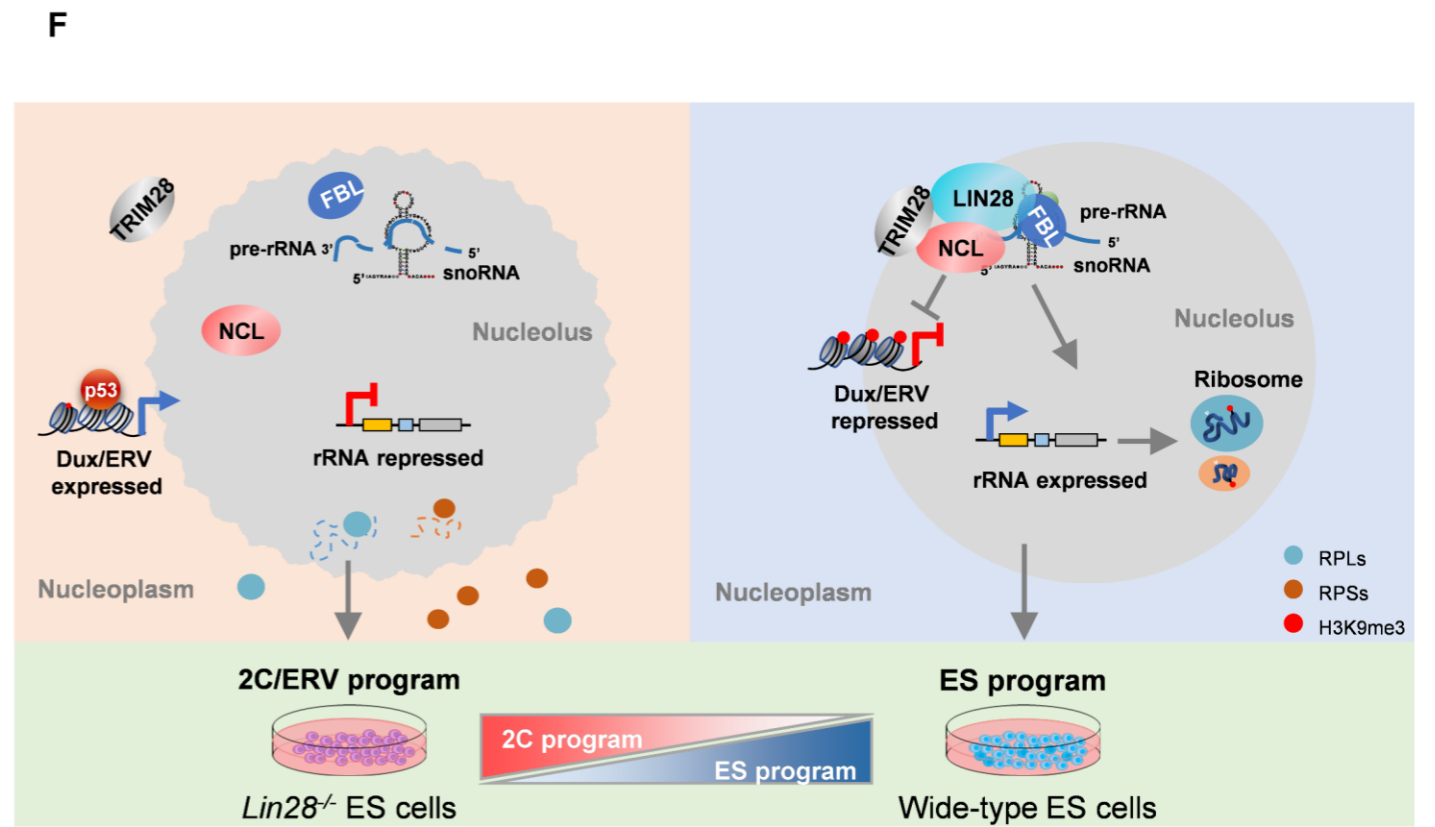 F
TRIM28
FBL
pre-rRNA 3'
5'
5'
snoRNA
NCL
Nucleolus
p53
Dux/ERV
expressed
rRNA repressed
Nucleoplasm
TRIM28
LIN28
FBL
NCL
pre-rRNA
5'
5'
snoRNA
Nucleolus
Dux/ERV
repressed
Ribosome
rRNA expressed
Nucleoplasm
RPLs
RPSs
H3K9me3
2C/ERV program
ES program
2C program
ES program
Lin28-/- ES cells
Wide-type ES cells